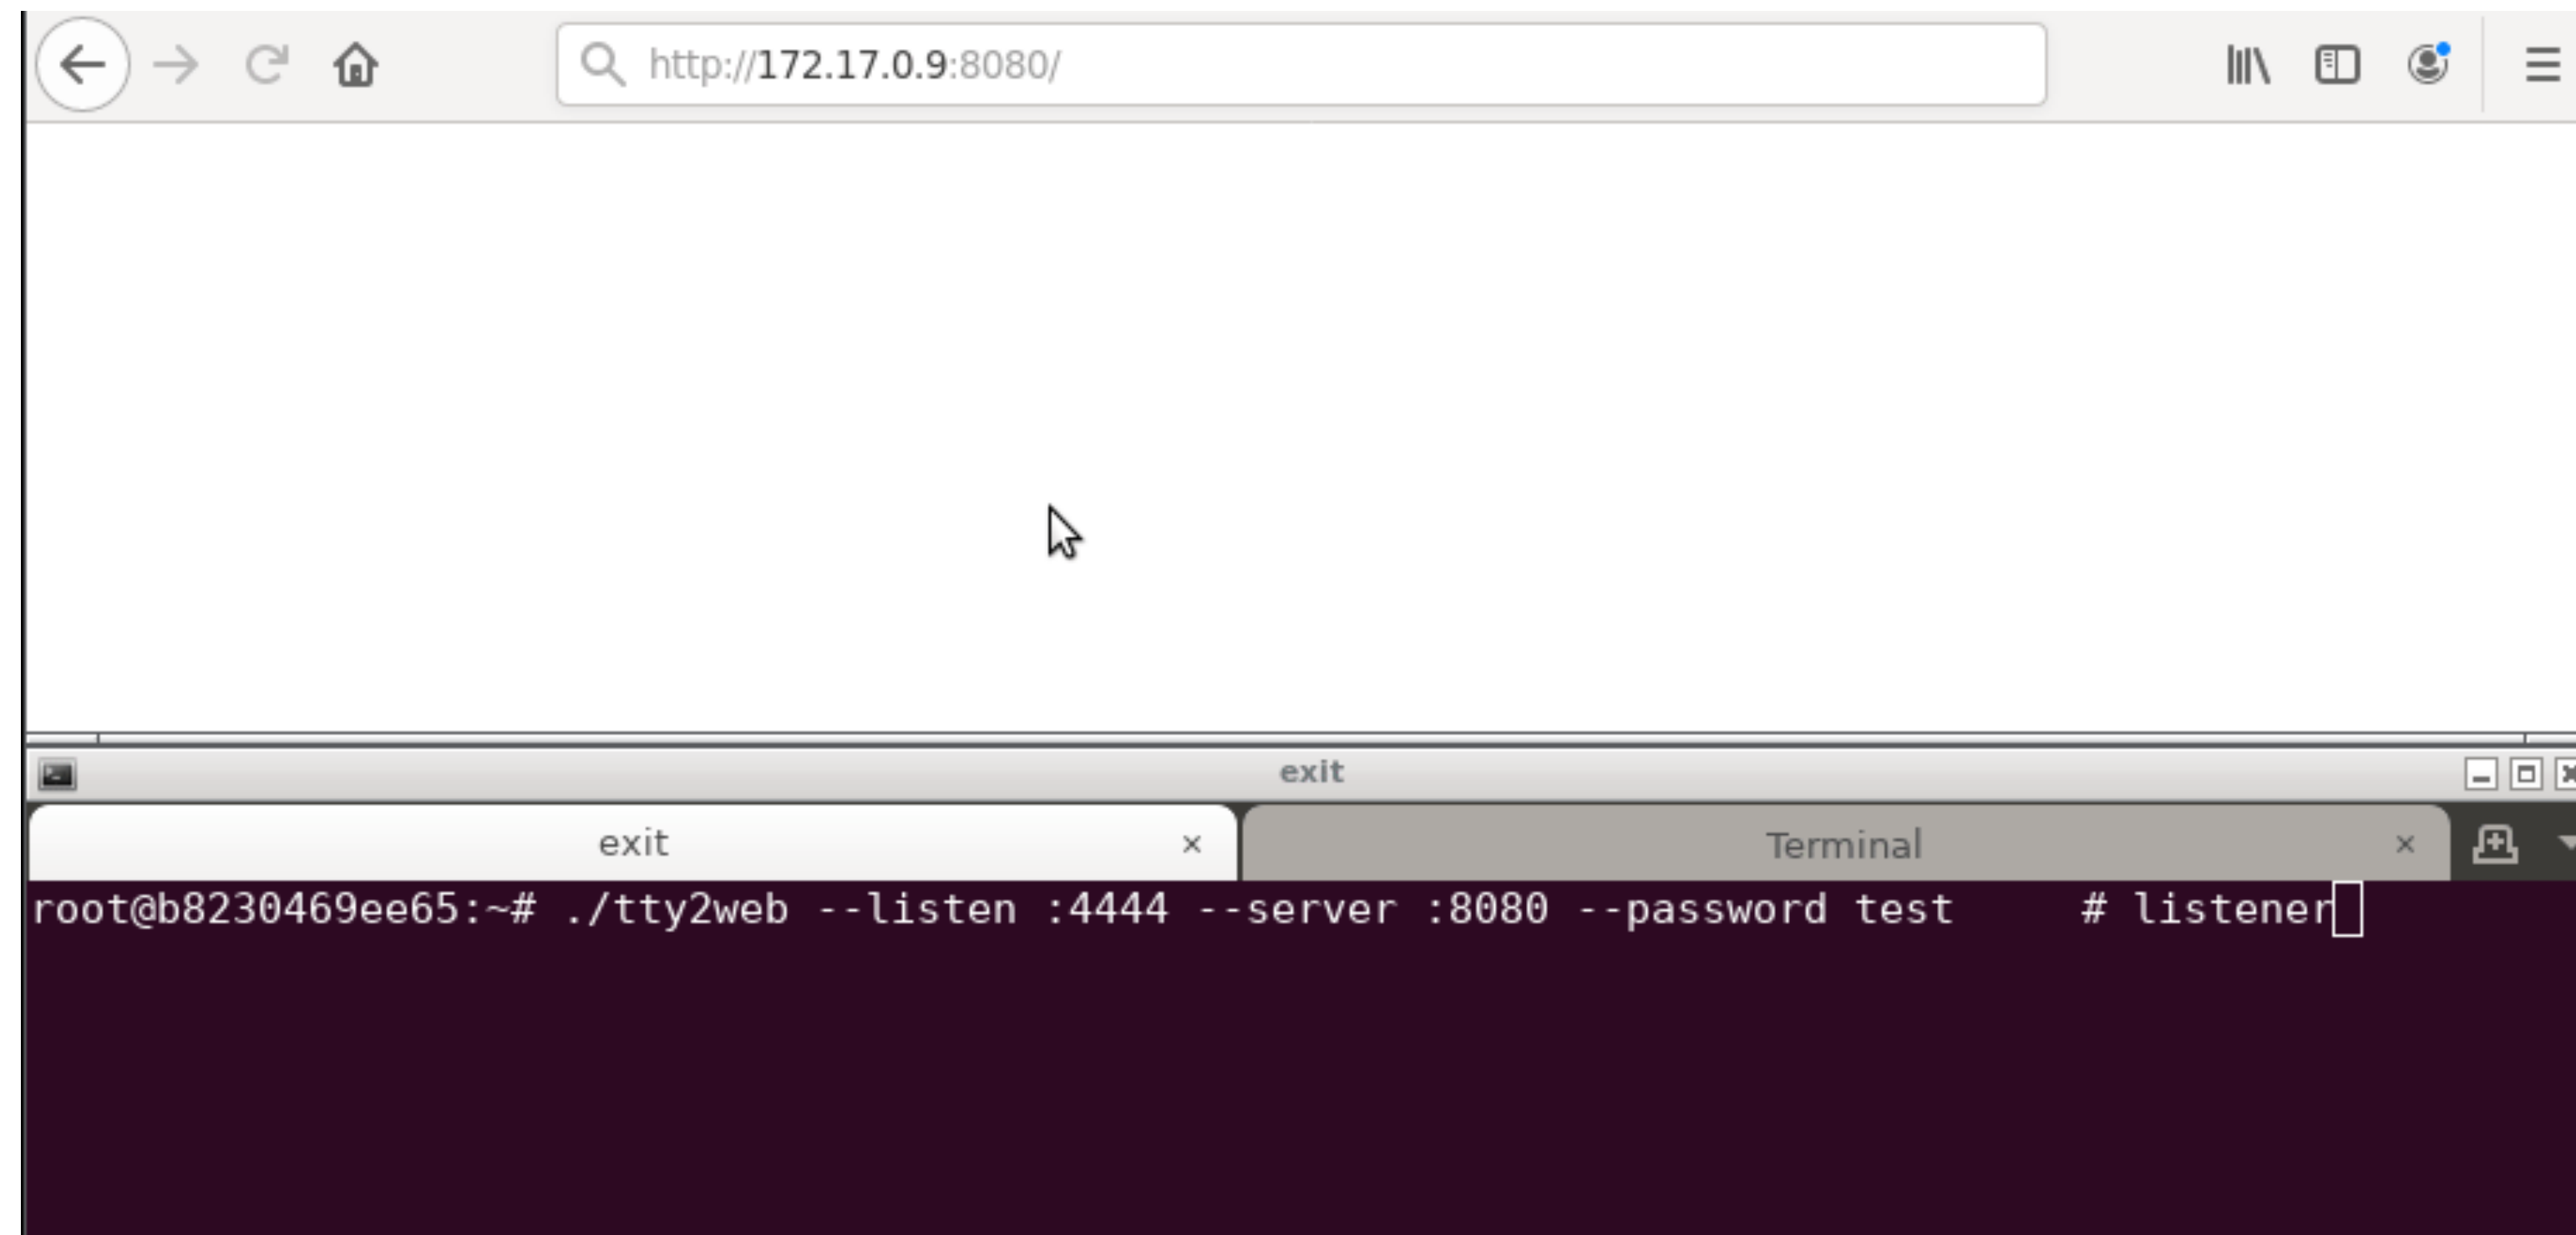 http://172.17.0.9:8080/
exit
exit × Terminal ×
root@b8230469ee65:~# ./tty2web --listen :4444 --server :8080 --password test     # listener